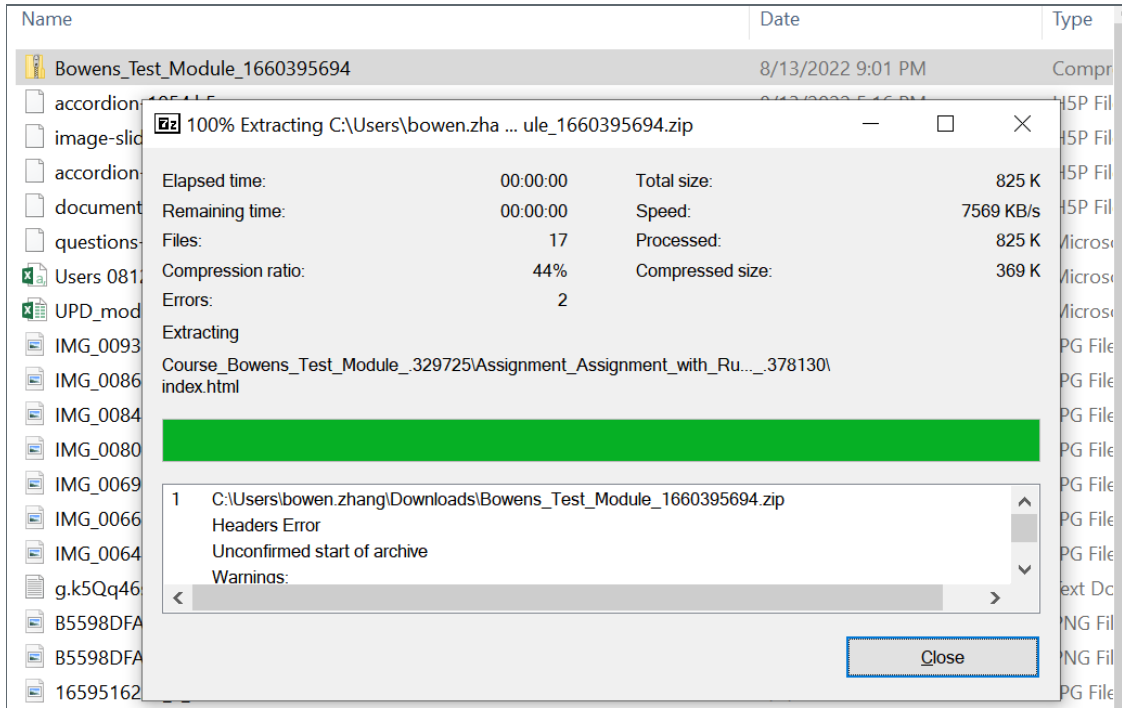 Name Date Type
Bowens_Test_Module_1660395694 8/13/2022 9:01 PM Compr
accordion
image-slid
accordion
document
questions-
Users 081
UPD_mod
IMG_0093
IMG_0086
IMG_0084
IMG_0080
IMG_0069
IMG_0066
IMG_0064
g.k5Qq46
B5598DFA
B5598DFA
16595162
H5P Fil
H5P Fil
H5P Fil
H5P Fil
Micros
Micros
Micros
PG File
PG File
PG File
PG File
PG File
PG File
PG File
ext Do
PNG Fil
PNG Fil
PG File
7z 100% Extracting C:\Users\bowen.zha ... ule_1660395694.zip
Elapsed time: 00:00:00 Total size: 825 K
Remaining time: 00:00:00 Speed: 7569 KB/s
Files: 17 Processed: 825 K
Compression ratio: 44% Compressed size: 369 K
Errors: 2
Extracting
Course_Bowens_Test_Module_.329725\Assignment_Assignment_with_Ru..._.378130\
index.html
1 C:\Users\bowen.zhang\Downloads\Bowens_Test_Module_1660395694.zip
Headers Error
Unconfirmed start of archive
Warnings:
Close